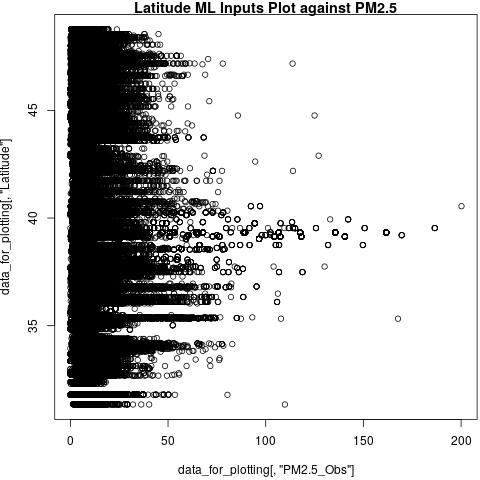 Latitude ML Inputs Plot against PM2.5
data_for_plotting[, "Latitude"]
45
40
35
0 50 100 150 200
data_for_plotting[, "PM2.5_Obs"]